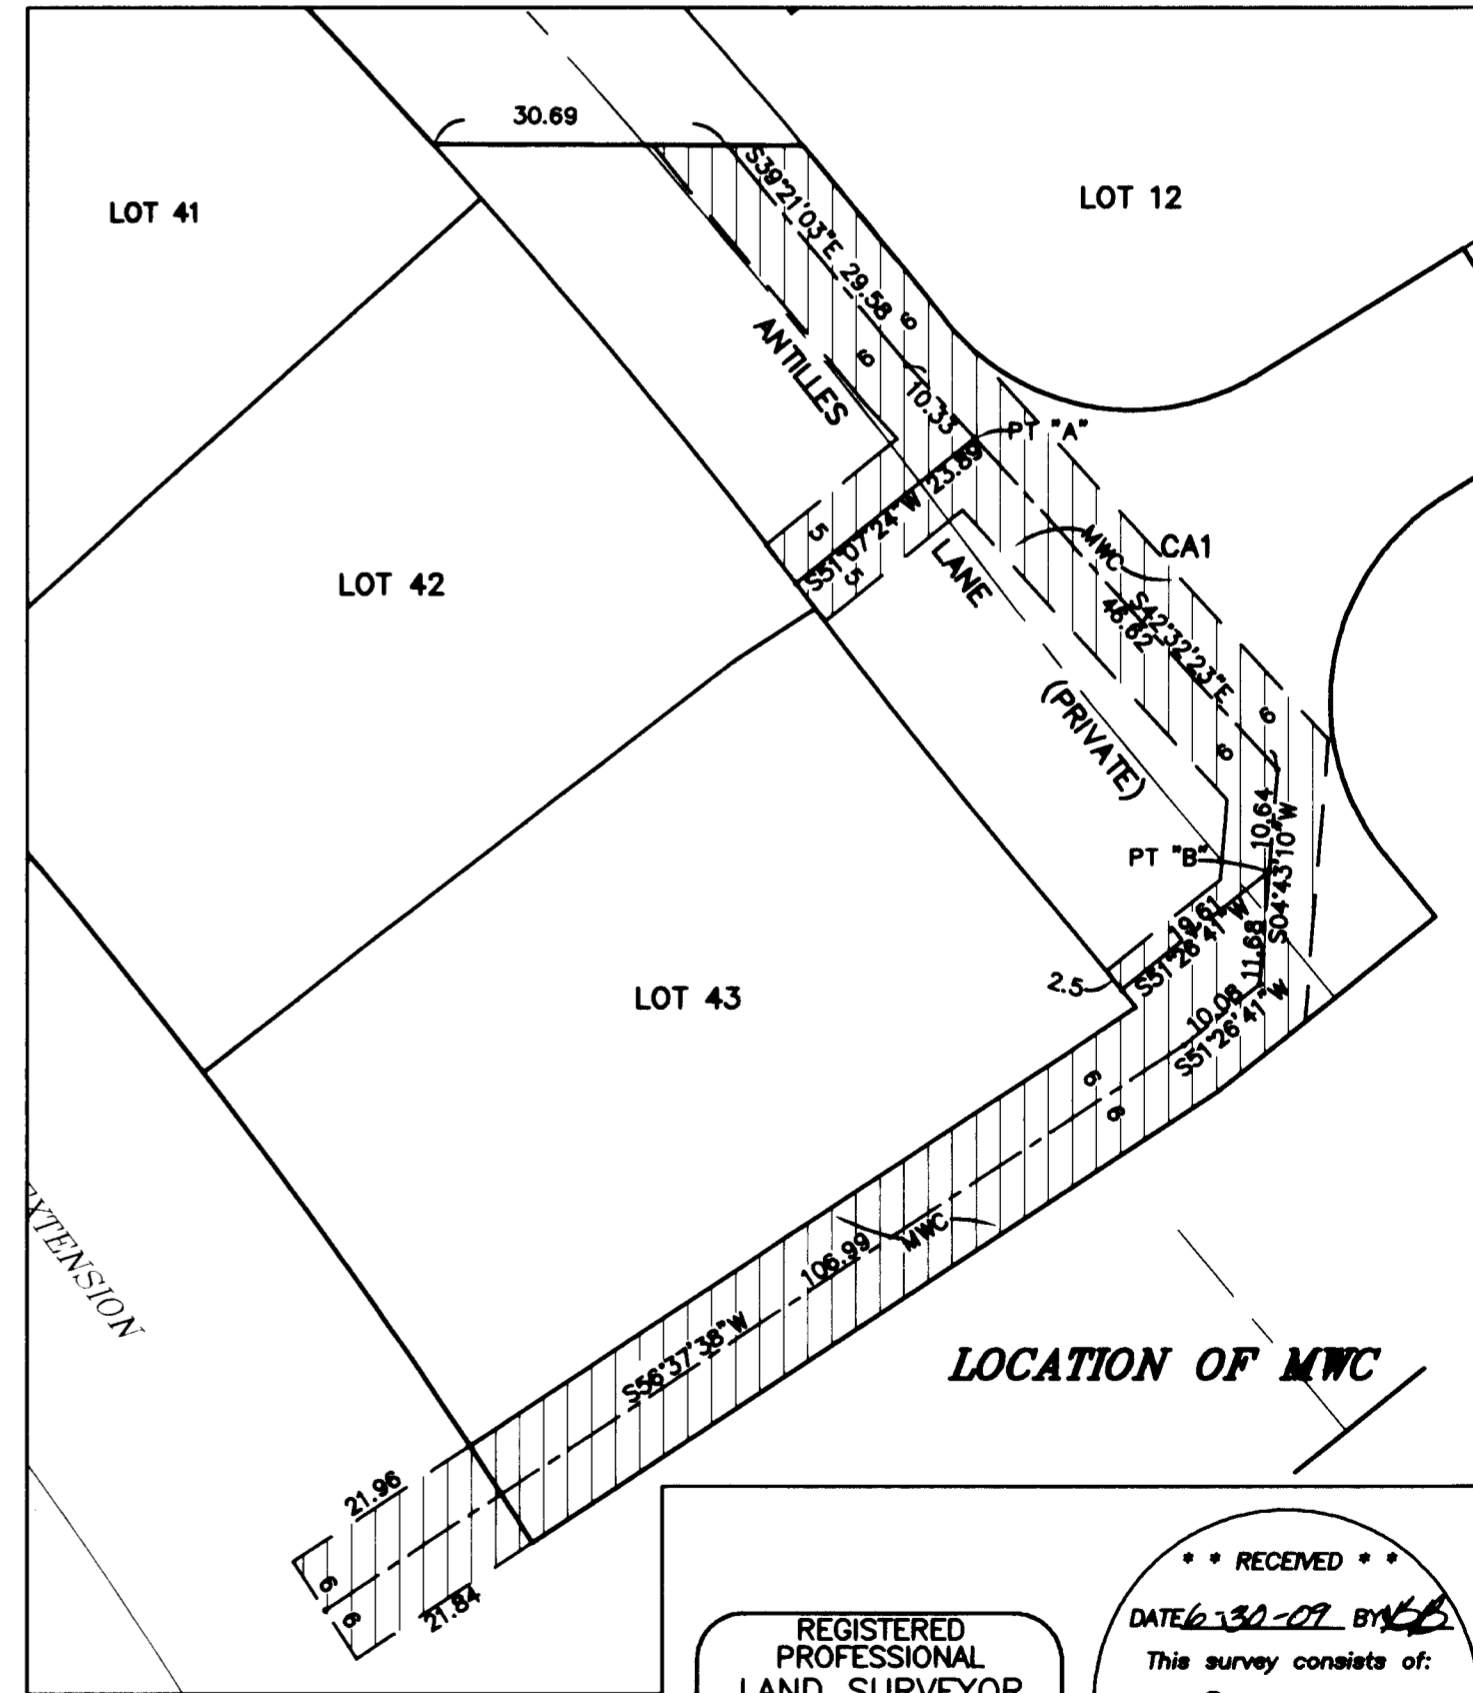 30.69
S39°21'03"E 29.58
LOT 41
LOT 12
6
6
ANTILLES
10.33
PT "A"
S51°07'24"W 23.89
5
5
LANE
MWC
CA1
LOT 42
S42°32'23"E
46.62
(PRIVATE)
6
6
10.64
S04°43'10"W
PT "B"
19.61
S51°26'41"W
11.68
2.5
10.08
S51°26'41"W
LOT 43
6
6
EXTENSION
MWC
106.99
S56°37'38"W
LOCATION OF MWC
21.96
6
6
21.84
REGISTERED
PROFESSIONAL
LAND SURVEYOR
* * RECEIVED * *
DATE 6-30-09 BY
This survey consists of: